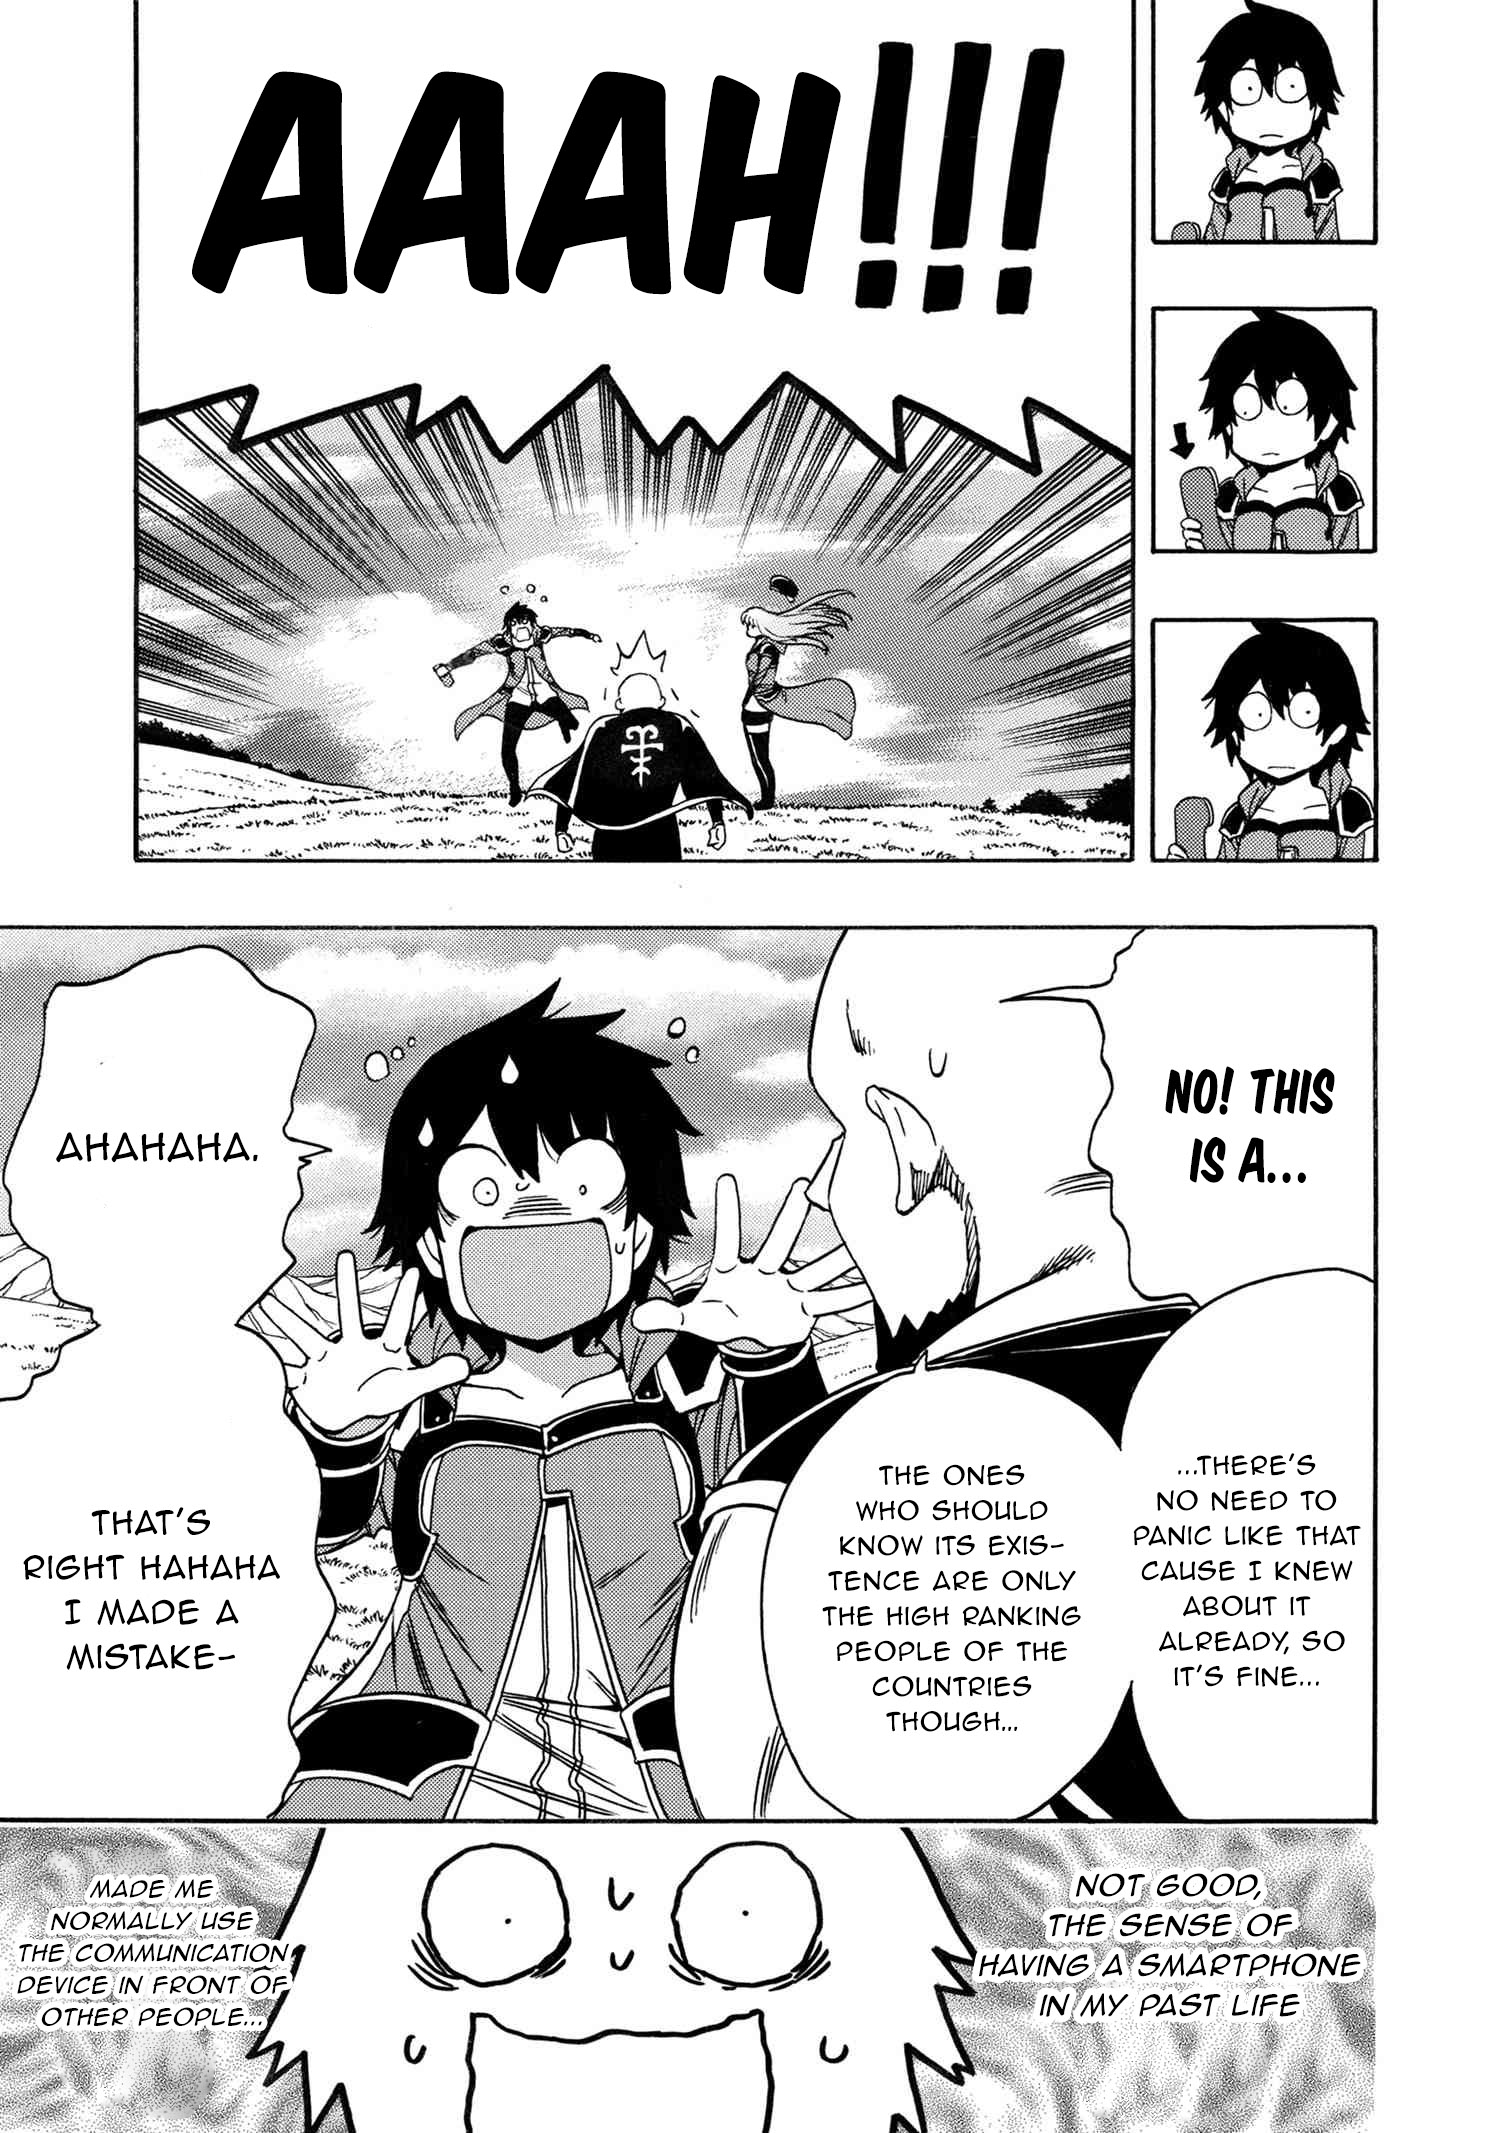 AAAH!!!
NO! THIS
IS A...
...THERE'S
NO NEED TO
PANIC LIKE THAT
CAUSE I KNEW
ABOUT IT
ALREADY, SO
IT'S FINE...
THE ONES
WHO SHOULD
KNOW ITS EXIS-
TENCE ARE ONLY
THE HIGH RANKING
PEOPLE OF THE
COUNTRIES
THOUGH...
AHAHAHA.
THAT'S
RIGHT HAHAHA
I MADE A
MISTAKE-
NOT GOOD,
THE SENSE OF
HAVING A SMARTPHONE
IN MY PAST LIFE
MADE ME
NORMALLY USE
THE COMMUNICATION
DEVICE IN FRONT OF
OTHER PEOPLE...